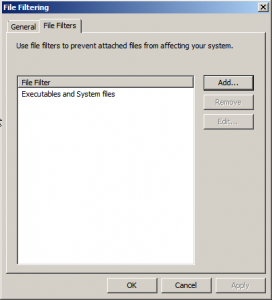 File Filtering
General
File Filters
Use file filters to prevent attached files from affecting your system.
File Filter
Executables and System files
Add...
Remove
Edit...
OK
Cancel
Apply